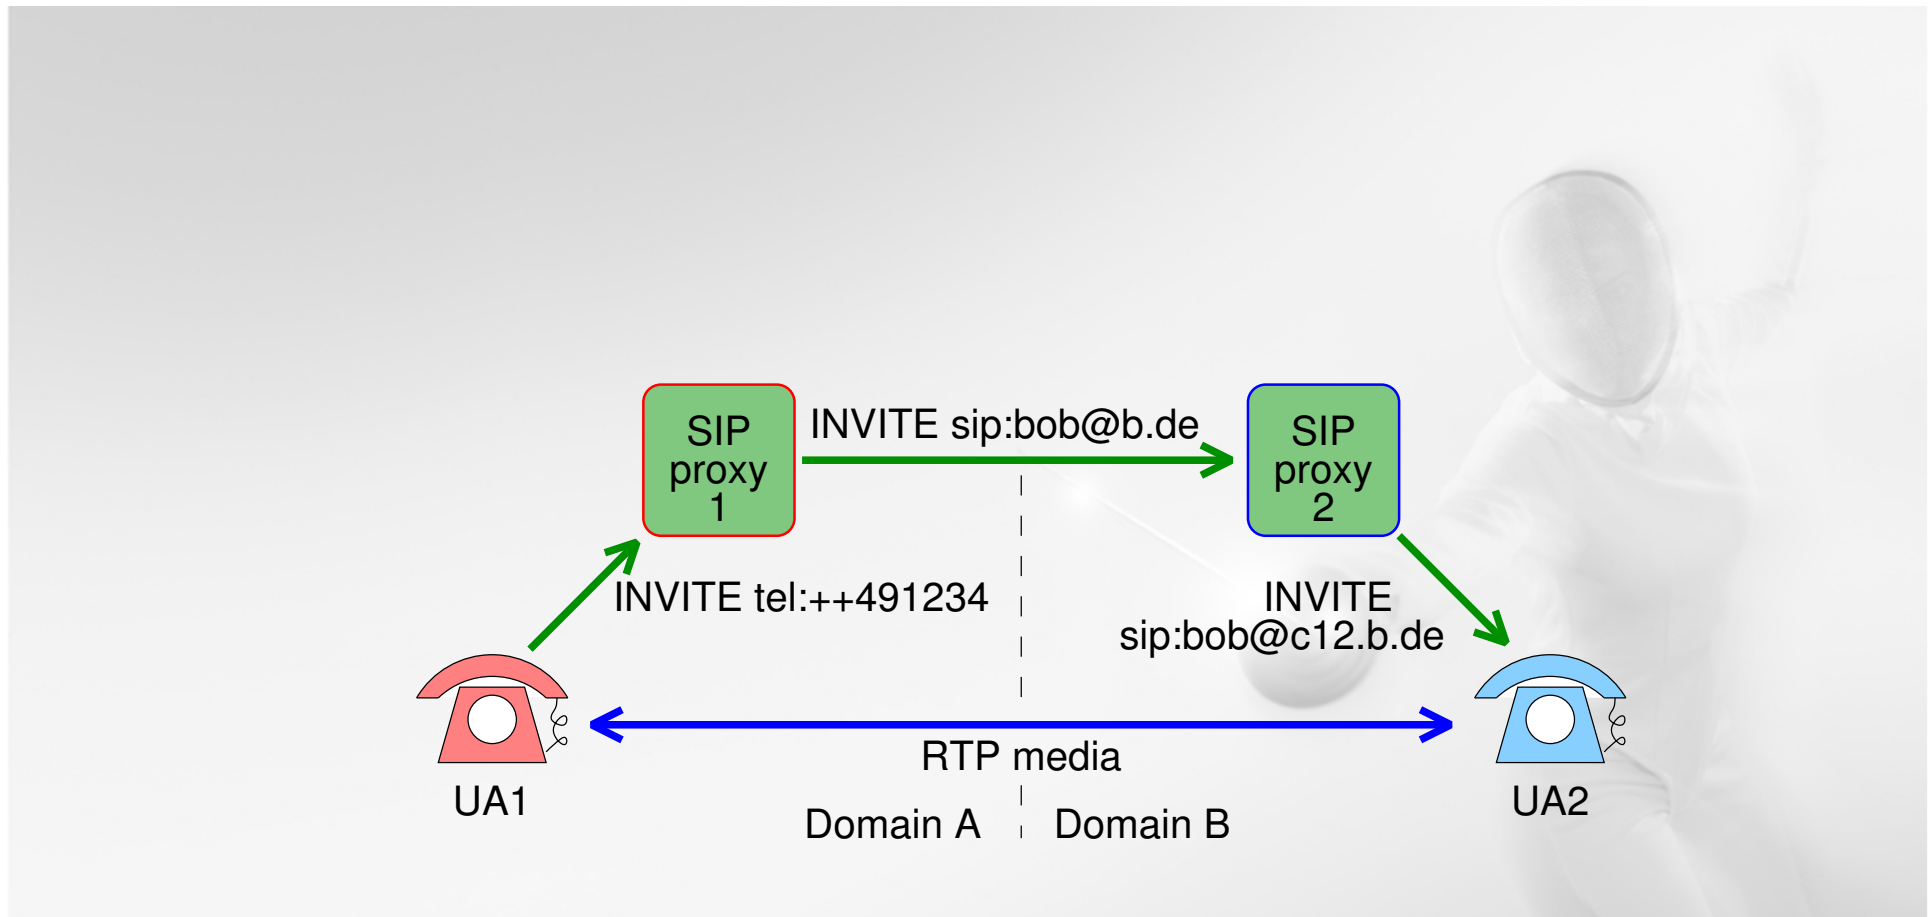 SIP
proxy
1
INVITE sip:bob@b.de
SIP
proxy
2
INVITE tel:++491234
INVITE
sip:bob@c12.b.de
RTP media
UA1
UA2
Domain A
Domain B